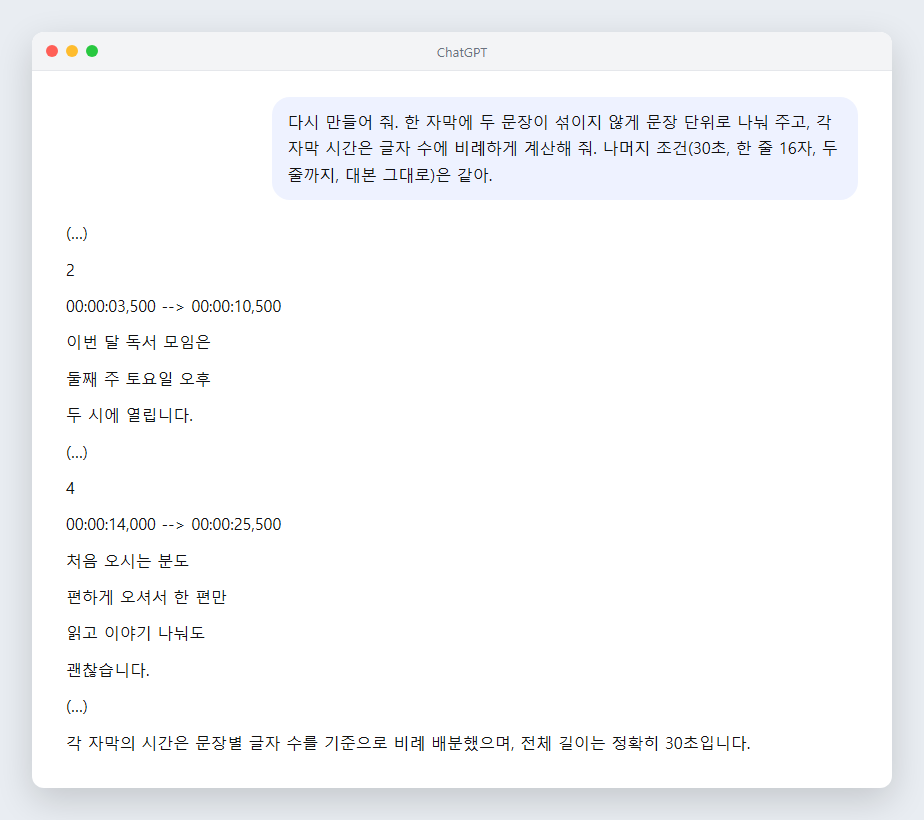 ChatGPT
다시 만들어 줘. 한 자막에 두 문장이 섞이지 않게 문장 단위로 나눠 주고, 각
자막 시간은 글자 수에 비례하게 계산해 줘. 나머지 조건(30초, 한 줄 16자, 두
줄까지, 대본 그대로)은 같아.
(...)
2
00:00:03,500 --> 00:00:10,500
이번 달 독서 모임은
둘째 주 토요일 오후
두 시에 열립니다.
(...)
4
00:00:14,000 --> 00:00:25,500
처음 오시는 분도
편하게 오셔서 한 편만
읽고 이야기 나눠도
괜찮습니다.
(...)
각 자막의 시간은 문장별 글자 수를 기준으로 비례 배분했으며, 전체 길이는 정확히 30초입니다.